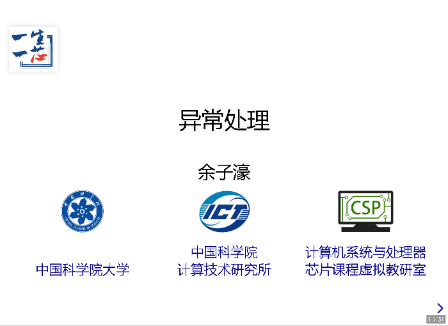 一生
一芯
异常处理
余子濠
ICT
CSP
中国科学院
计算机系统与处理器
中国科学院大学
计算技术研究所
芯片课程虚拟教研室